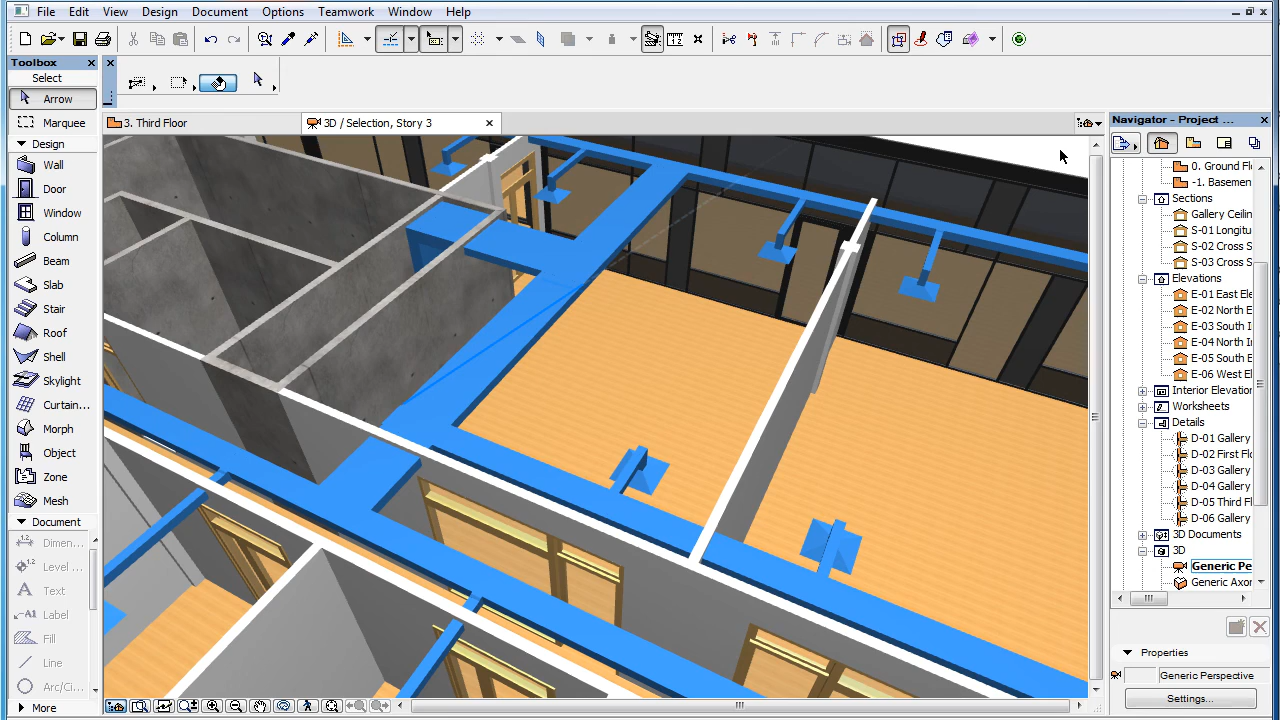 File Edit View Design Document Options Teamwork Window Help
Toolbox
Select
Arrow
Marquee
Design
Wall
Door
Window
Column
Beam
Slab
Stair
Roof
Shell
Skylight
Curtain...
Morph
Object
Zone
Mesh
Document
Dimen...
Level ...
Text
A1 Label
Fill
Line
Arc/Ci...
More
3. Third Floor
3D / Selection, Story 3
Navigator - Project ...
0. Ground Fl
-1. Basemen
Sections
Gallery Ceilin
S-01 Longitu
S-02 Cross S
S-03 Cross S
Elevations
E-01 East Ele
E-02 North E
E-03 South I
E-04 North I
E-05 South E
E-06 West E
Interior Elevation
Worksheets
Details
D-01 Gallery
D-02 First Fl
D-03 Gallery
D-04 Gallery
D-05 Third F
D-06 Gallery
3D Documents
3D
Generic Pe
Generic Axon
Properties
Generic Perspective
Settings...